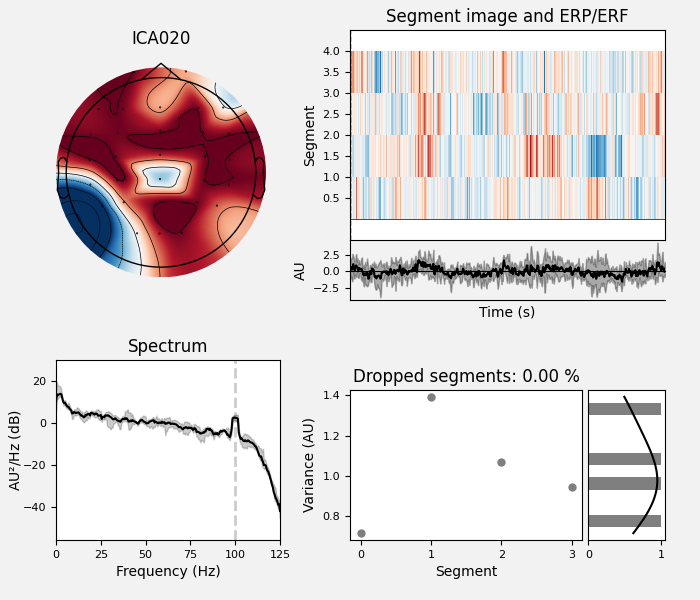 ICA020
Segment image and ERP/ERF
Segment
4.0
3.5
3.0
2.5
2.0
1.5
1.0
0.5
AU
2.5
0.0
−2.5
Time (s)
Spectrum
AU²/Hz (dB)
20
0
−20
−40
0 25 50 75 100 125
Frequency (Hz)
Dropped segments: 0.00 %
Variance (AU)
1.4
1.2
1.0
0.8
0 1 2 3
Segment
0 1